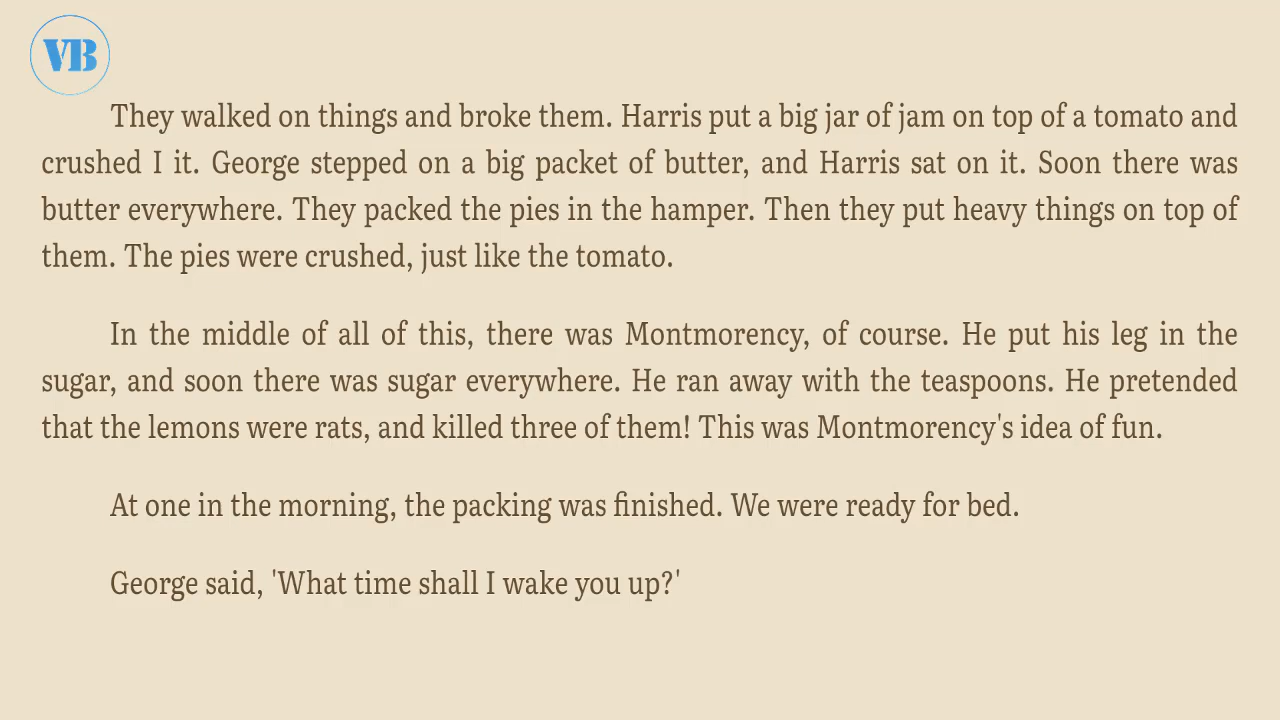 VB
They walked on things and broke them. Harris put a big jar of jam on top of a tomato and
crushed I it. George stepped on a big packet of butter, and Harris sat on it. Soon there was
butter everywhere. They packed the pies in the hamper. Then they put heavy things on top of
them. The pies were crushed, just like the tomato.
In the middle of all of this, there was Montmorency, of course. He put his leg in the
sugar, and soon there was sugar everywhere. He ran away with the teaspoons. He pretended
that the lemons were rats, and killed three of them! This was Montmorency's idea of fun.
At one in the morning, the packing was finished. We were ready for bed.
George said, 'What time shall I wake you up?'